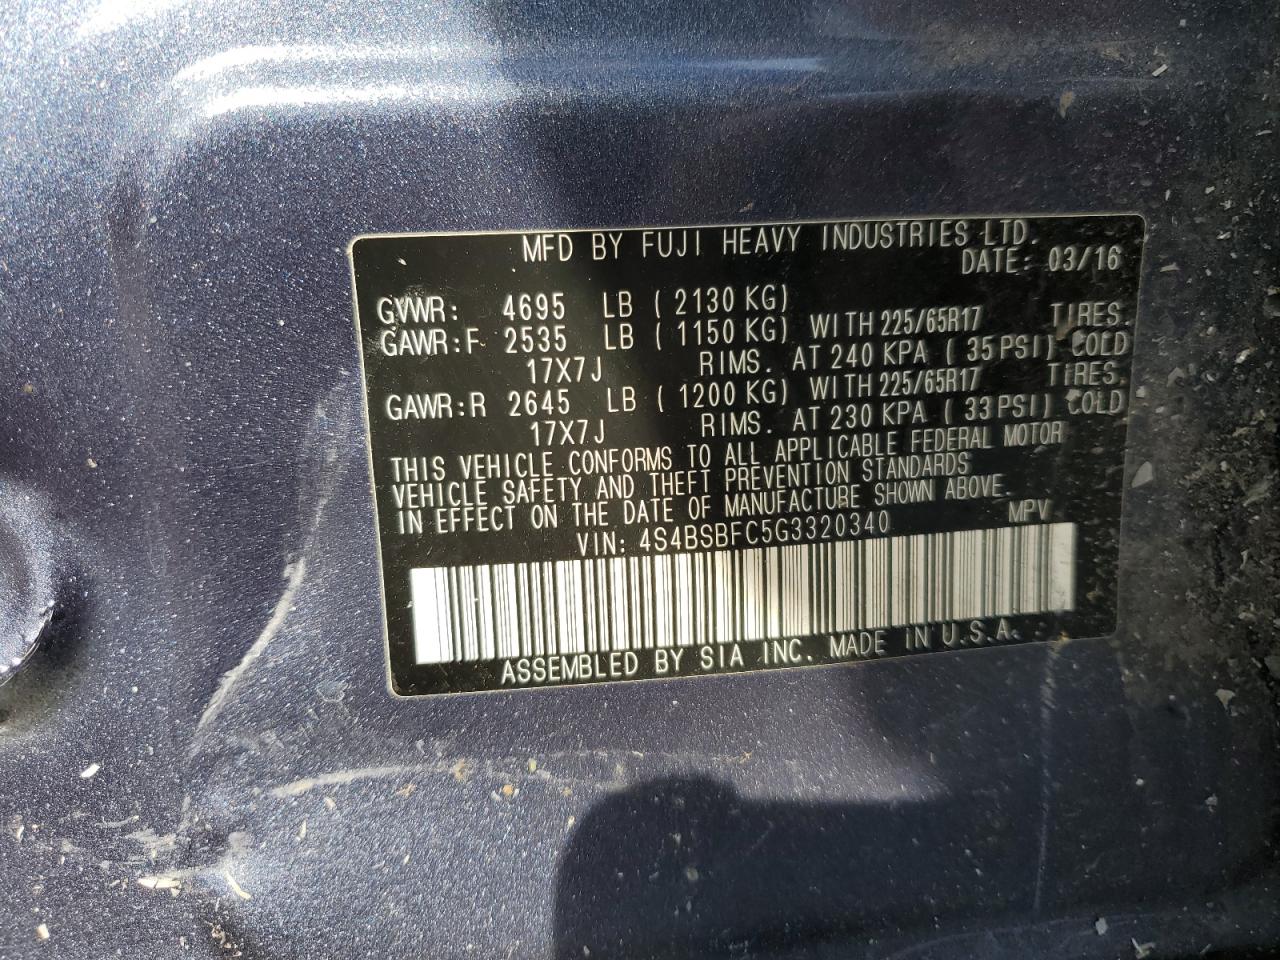 MFD BY FUJI HEAVY INDUSTRIES LTD.
DATE: 03/16
GVWR: 4695 LB ( 2130 KG)
GAWR:F 2535 LB ( 1150 KG) WITH 225/65R17 TIRES.
17X7J RIMS. AT 240 KPA ( 35 PSI) COLD
GAWR:R 2645 LB ( 1200 KG) WITH 225/65R17 TIRES.
17X7J RIMS. AT 230 KPA ( 33 PSI) COLD
THIS VEHICLE CONFORMS TO ALL APPLICABLE FEDERAL MOTOR
VEHICLE SAFETY AND THEFT PREVENTION STANDARDS
IN EFFECT ON THE DATE OF MANUFACTURE SHOWN ABOVE.
VIN: 4S4BSBFC5G3320340 MPV
ASSEMBLED BY SIA INC. MADE IN U.S.A.